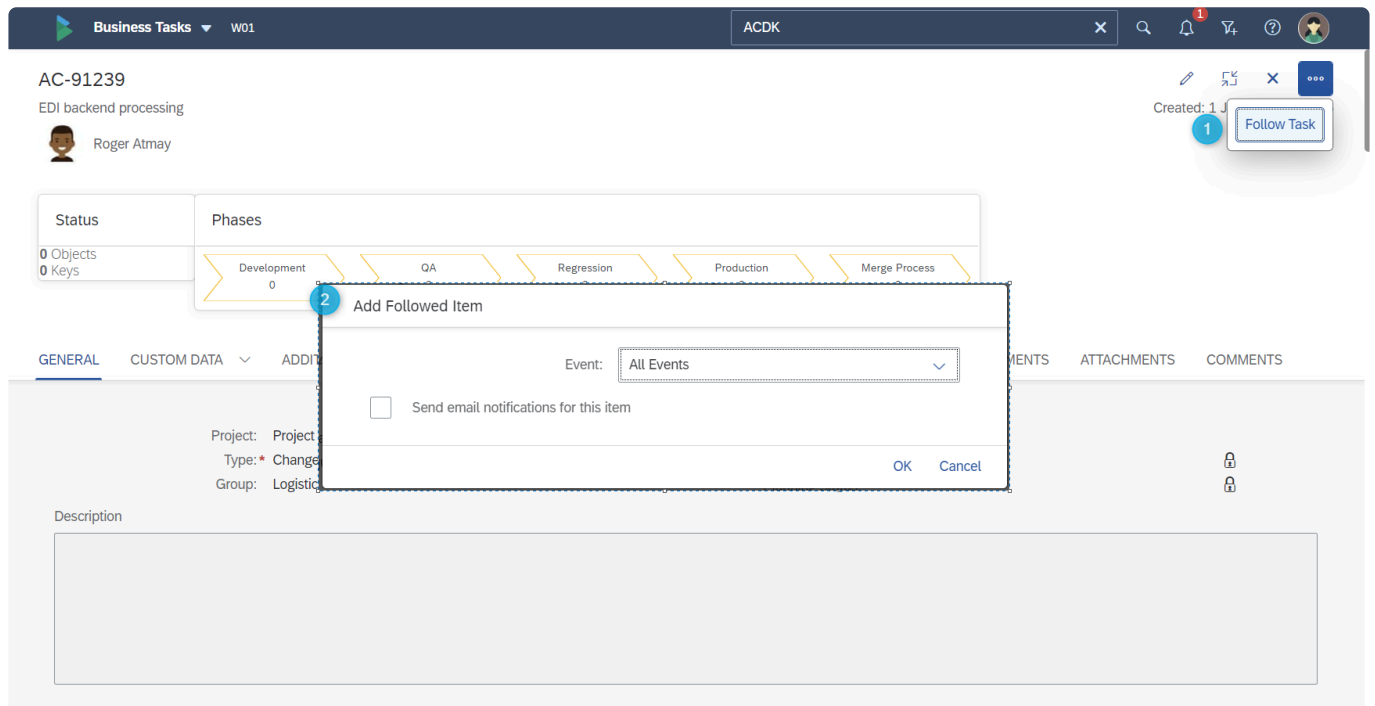 Business Tasks W01 ACDK 1
AC-91239
EDI backend processing
Created: 1 J
Roger Atmay
1 Follow Task
Status Phases
0 Objects
0 Keys
Development QA Regression Production Merge Process
0
2 Add Followed Item
GENERAL CUSTOM DATA ADDIT MENTS ATTACHMENTS COMMENTS
Event: All Events
Send email notifications for this item
Project: Project
Type:* Change
Group: Logistic
OK Cancel
Description